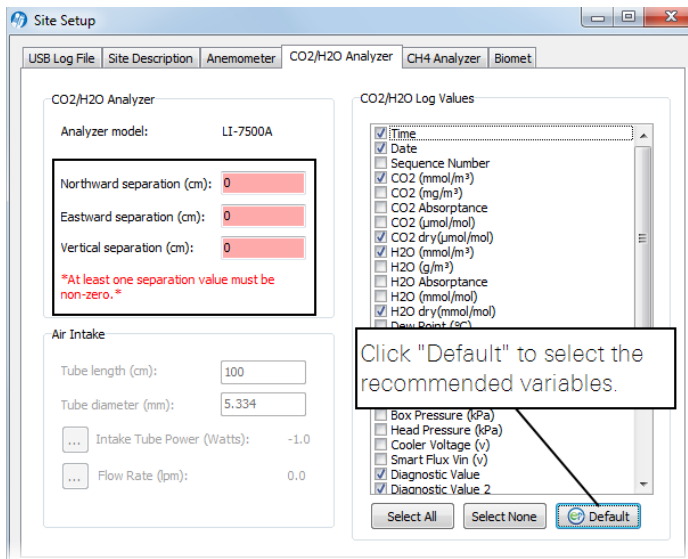 Site Setup
USB Log File Site Description Anemometer CO2/H2O Analyzer CH4 Analyzer Biomet
CO2/H2O Analyzer
Analyzer model: LI-7500A
Northward separation (cm): 0
Eastward separation (cm): 0
Vertical separation (cm): 0
*At least one separation value must be
non-zero.*
Air Intake
Tube length (cm): 100
Tube diameter (mm): 5.334
... Intake Tube Power (Watts): -1.0
... Flow Rate (lpm): 0.0
CO2/H2O Log Values
Time
Date
Sequence Number
CO2 (mmol/m³)
CO2 (mg/m³)
CO2 Absorptance
CO2 (µmol/mol)
CO2 dry(µmol/mol)
H2O (mmol/m³)
H2O (g/m³)
H2O Absorptance
H2O (mmol/mol)
H2O dry(mmol/mol)
Dew Point (°C)
Click "Default" to select the
recommended variables.
Box Pressure (kPa)
Head Pressure (kPa)
Cooler Voltage (v)
Smart Flux Vin (v)
Diagnostic Value
Diagnostic Value 2
Select All Select None Default